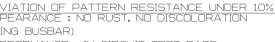 VIATION OF PATTERN RESISTANCE UNDER 10%
PEARANCE : NO RUST, NO DISCOLORATION
ING BUSBAR)